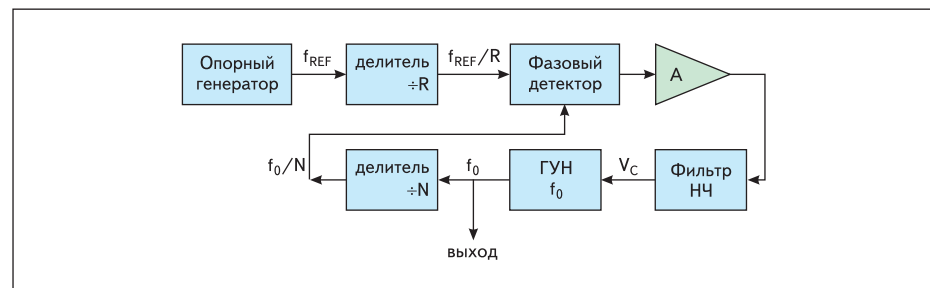 Опорный
генератор
f_REF
делитель
÷R
f_REF/R
Фазовый
детектор
A
f_0/N
делитель
÷N
f_0
ГУН
f_0
V_C
Фильтр
НЧ
выход